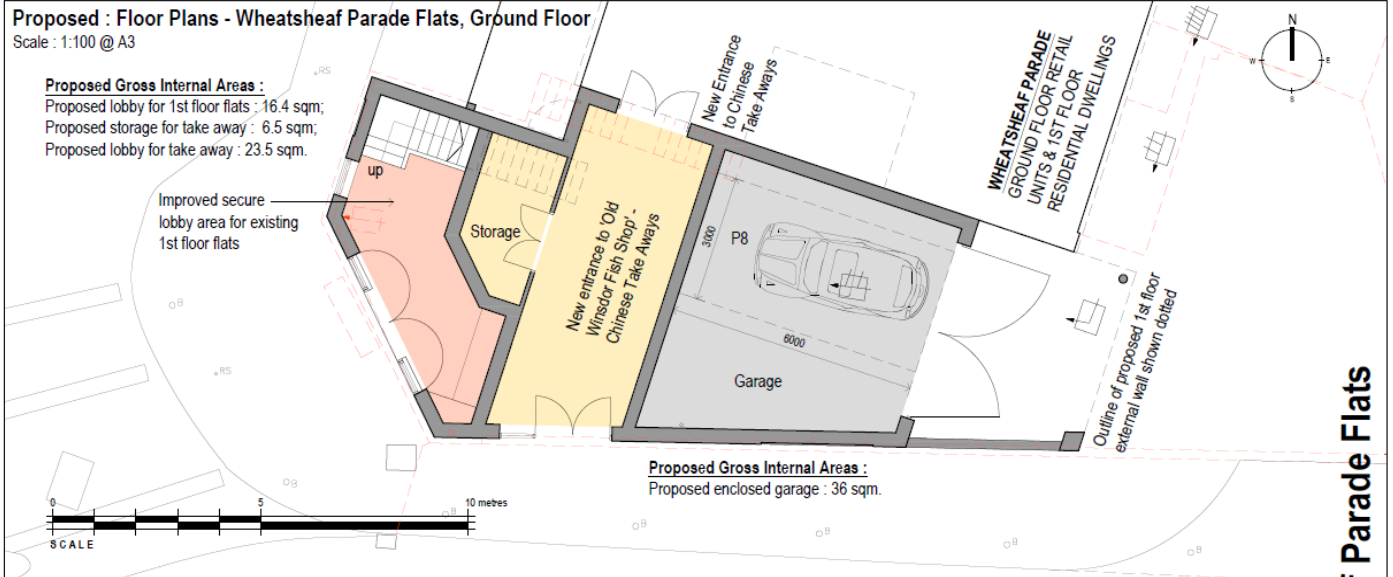 Proposed : Floor Plans - Wheatsheaf Parade Flats, Ground Floor
Scale : 1:100 @ A3
Proposed Gross Internal Areas :
Proposed lobby for 1st floor flats : 16.4 sqm;
Proposed storage for take away : 6.5 sqm;
Proposed lobby for take away : 23.5 sqm.
RS
New Entrance
to Chinese
Take Aways
WHEATSHEAF PARADE
GROUND FLOOR RETAIL
UNITS & 1ST FLOOR
RESIDENTIAL DWELLINGS
N
W
E
S
up
Improved secure
lobby area for existing
1st floor flats
Storage
New entrance to 'Old
Winsdor Fish Shop' -
Chinese Take Aways
P8
3000
6000
Garage
Outline of proposed 1st floor
external wall shown dotted
B
RS
Proposed Gross Internal Areas :
Proposed enclosed garage : 36 sqm.
B
0
5
10 metres
SCALE
B
B
B
B
B
Parade Flats